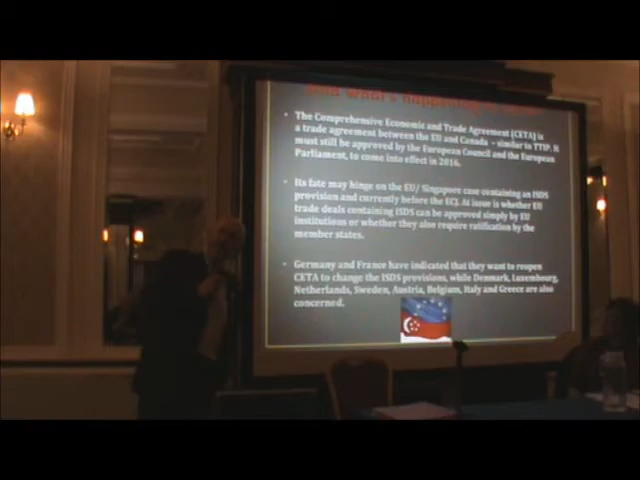 And what's happening
• The Comprehensive Economic and Trade Agreement [CETA] is
a trade agreement between the EU and Canada – similar to TTIP. It
must still be approved by the European Council and the European
Parliament, to come into effect in 2016.
• Its fate may hinge on the EU/ Singapore case containing an ISDS
provision and currently before the ECJ. At issue is whether EU
trade deals containing ISDS can be approved simply by EU
institutions or whether they also require ratification by the
member states.
• Germany and France have indicated that they want to reopen
CETA to change the ISDS provisions, while Denmark, Luxembourg,
Netherlands, Sweden, Austria, Belgium, Italy and Greece are also
concerned.